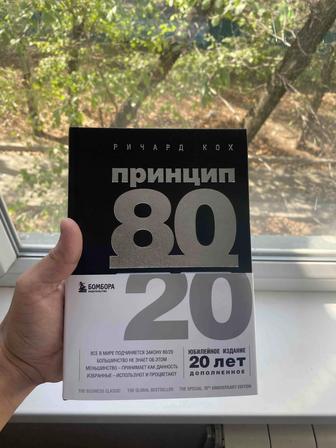 РИЧАРД КОХ
ПРИНЦИП
80
20
БОМБОРА
ИЗДАТЕЛЬСТВО
ВСЕ В МИРЕ ПОДЧИНЯЕТСЯ ЗАКОНУ 80/20
БОЛЬШИНСТВО НЕ ЗНАЕТ ОБ ЭТОМ
МЕНЬШИНСТВО – ПРИНИМАЕТ КАК ДАННОСТЬ
ИЗБРАННЫЕ – ИСПОЛЬЗУЮТ И ПРОЦВЕТАЮТ
ЮБИЛЕЙНОЕ ИЗДАНИЕ
20 ЛЕТ
ДОПОЛНЕННОЕ
THE BUSINESS CLASSIC THE GLOBAL BESTSELLER THE SPECIAL 20TH ANNIVERSARY EDITION